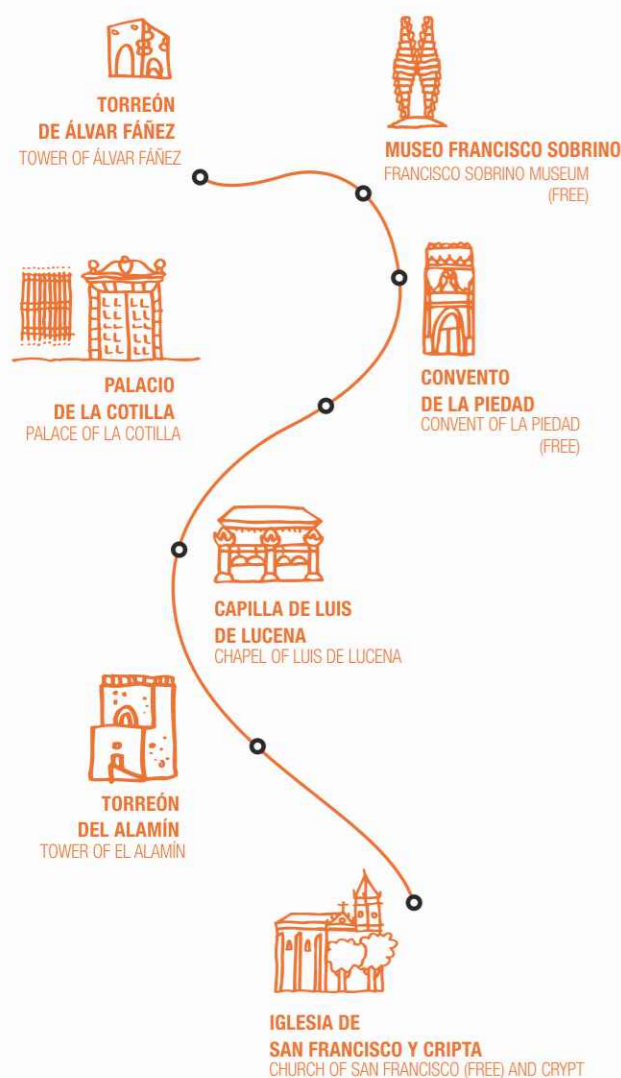 TORREÓN
DE ÁLVAR FÁÑEZ
TOWER OF ÁLVAR FÁÑEZ
MUSEO FRANCISCO SOBRINO
FRANCISCO SOBRINO MUSEUM
(FREE)
PALACIO
DE LA COTILLA
PALACE OF LA COTILLA
CONVENTO
DE LA PIEDAD
CONVENT OF LA PIEDAD
(FREE)
CAPILLA DE LUIS
DE LUCENA
CHAPEL OF LUIS DE LUCENA
TORREÓN
DEL ALAMÍN
TOWER OF EL ALAMÍN
IGLESIA DE
SAN FRANCISCO Y CRIPTA
CHURCH OF SAN FRANCISCO (FREE) AND CRYPT